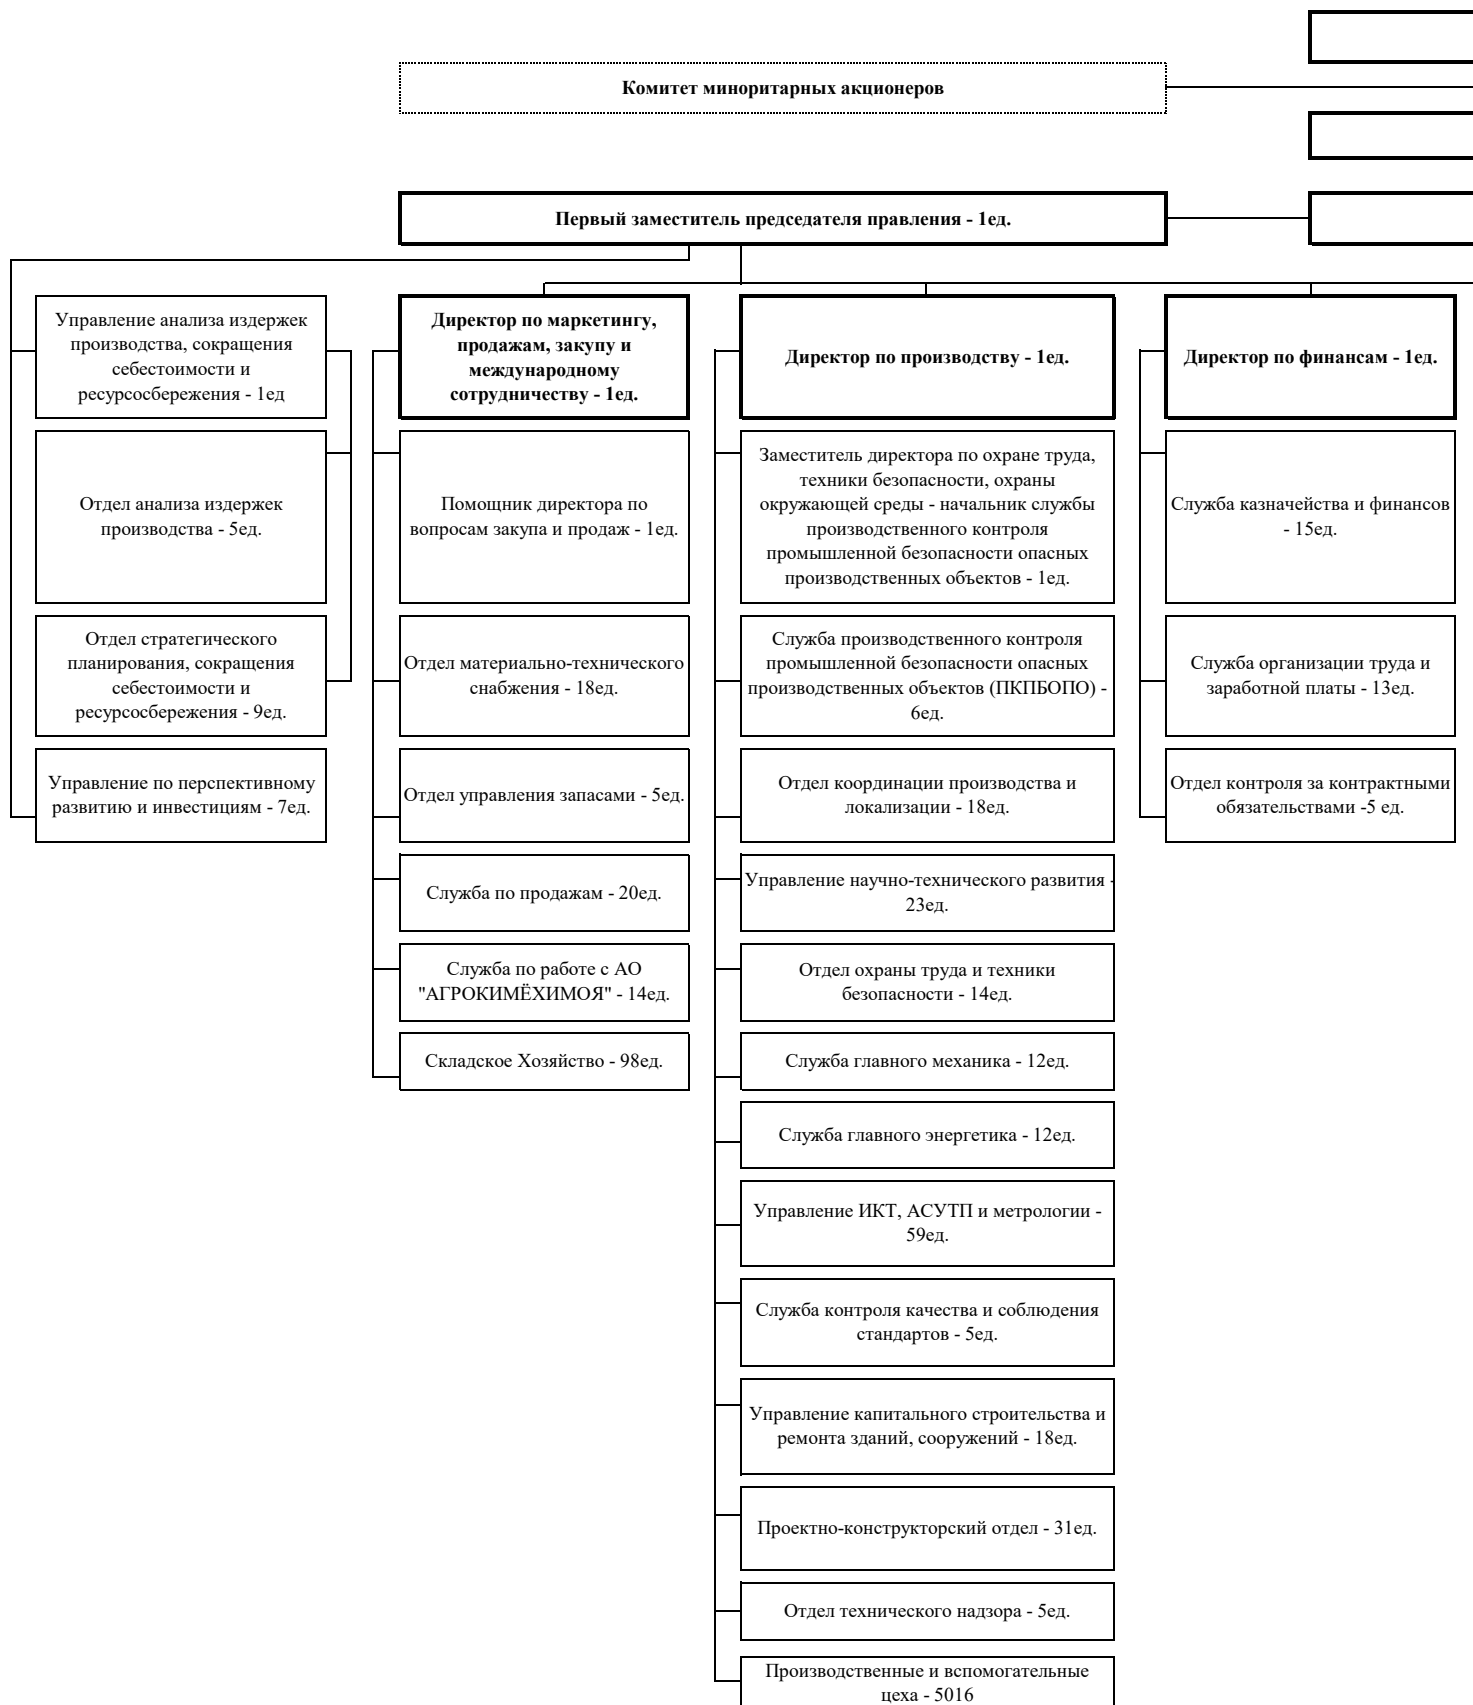 Комитет миноритарных акционеров
Первый заместитель председателя правления - 1ед.
Управление анализа издержек
производства, сокращения
себестоимости и
ресурсосбережения - 1ед
Отдел анализа издержек
производства - 5ед.
Отдел стратегического
планирования, сокращения
себестоимости и
ресурсосбережения - 9ед.
Управление по перспективному
развитию и инвестициям - 7ед.
Директор по маркетингу,
продажам, закупу и
международному
сотрудничеству - 1ед.
Помощник директора по
вопросам закупа и продаж - 1ед.
Отдел материально-технического
снабжения - 18ед.
Отдел управления запасами - 5ед.
Служба по продажам - 20ед.
Служба по работе с АО
"АГРОКИМЁХИМОЯ" - 14ед.
Складское Хозяйство - 98ед.
Директор по производству - 1ед.
Заместитель директора по охране труда,
техники безопасности, охраны
окружающей среды - начальник службы
производственного контроля
промышленной безопасности опасных
производственных объектов - 1ед.
Служба производственного контроля
промышленной безопасности опасных
производственных объектов (ПКПБОПО) -
6ед.
Отдел координации производства и
локализации - 18ед.
Управление научно-технического развития -
23ед.
Отдел охраны труда и техники
безопасности - 14ед.
Служба главного механика - 12ед.
Служба главного энергетика - 12ед.
Управление ИКТ, АСУТП и метрологии -
59ед.
Служба контроля качества и соблюдения
стандартов - 5ед.
Управление капитального строительства и
ремонта зданий, сооружений - 18ед.
Проектно-конструкторский отдел - 31ед.
Отдел технического надзора - 5ед.
Производственные и вспомогательные
цеха - 5016
Директор по финансам - 1ед.
Служба казначейства и финансов
- 15ед.
Служба организации труда и
заработной платы - 13ед.
Отдел контроля за контрактными
обязательствами -5 ед.